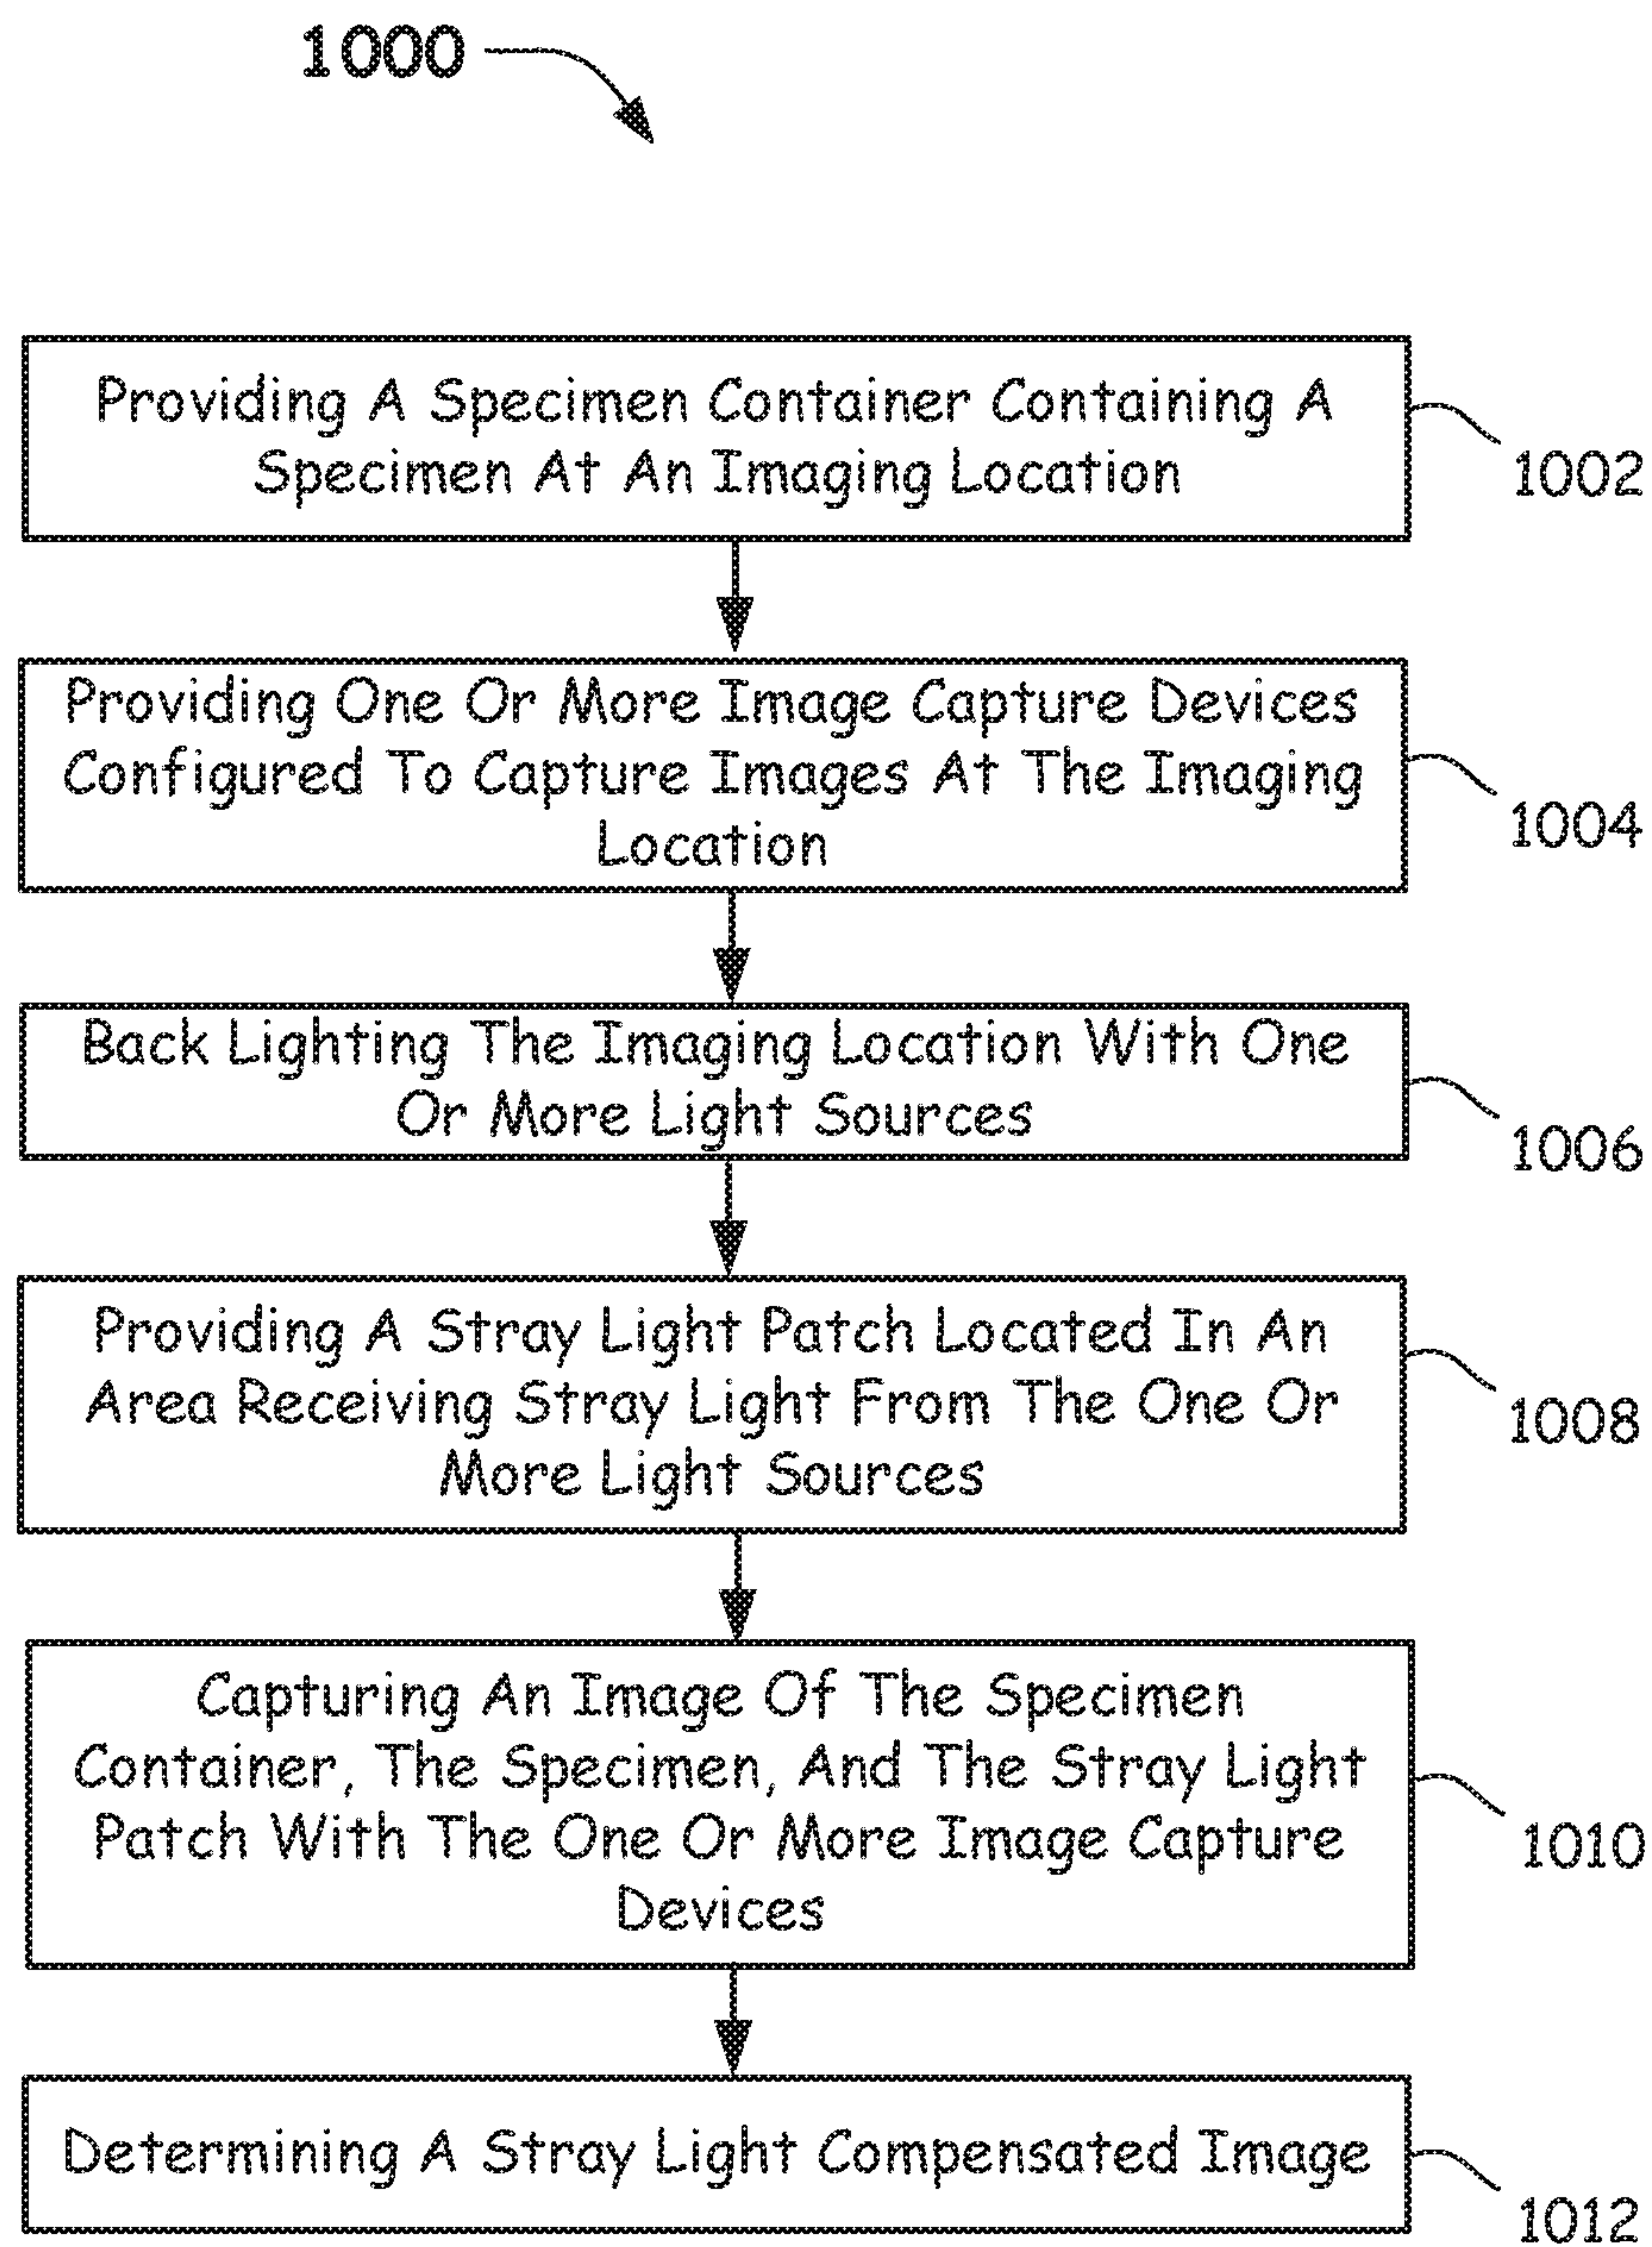 1000
Providing A Specimen Container Containing A
Specimen At An Imaging Location
1002
Providing One Or More Image Capture Devices
Configured To Capture Images At The Imaging
Location
1004
Back Lighting The Imaging Location With One
Or More Light Sources
1006
Providing A Stray Light Patch Located In An
Area Receiving Stray Light From The One Or
More Light Sources
1008
Capturing An Image Of The Specimen
Container, The Specimen, And The Stray Light
Patch With The One Or More Image Capture
Devices
1010
Determining A Stray Light Compensated Image
1012